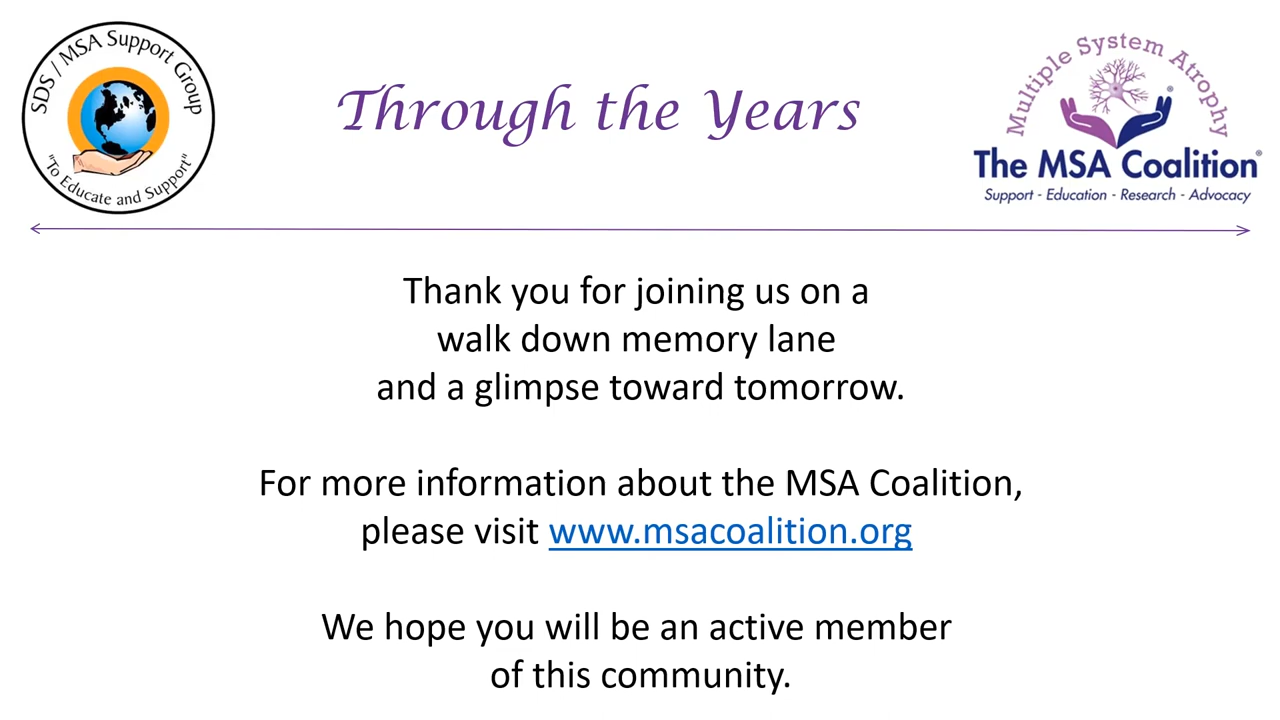 SDS / MSA Support Group
"To Educate and Support"
Through the Years
Multiple System Atrophy
®
The MSA Coalition®
Support - Education - Research - Advocacy
Thank you for joining us on a
walk down memory lane
and a glimpse toward tomorrow.
For more information about the MSA Coalition,
please visit www.msacoalition.org
We hope you will be an active member
of this community.